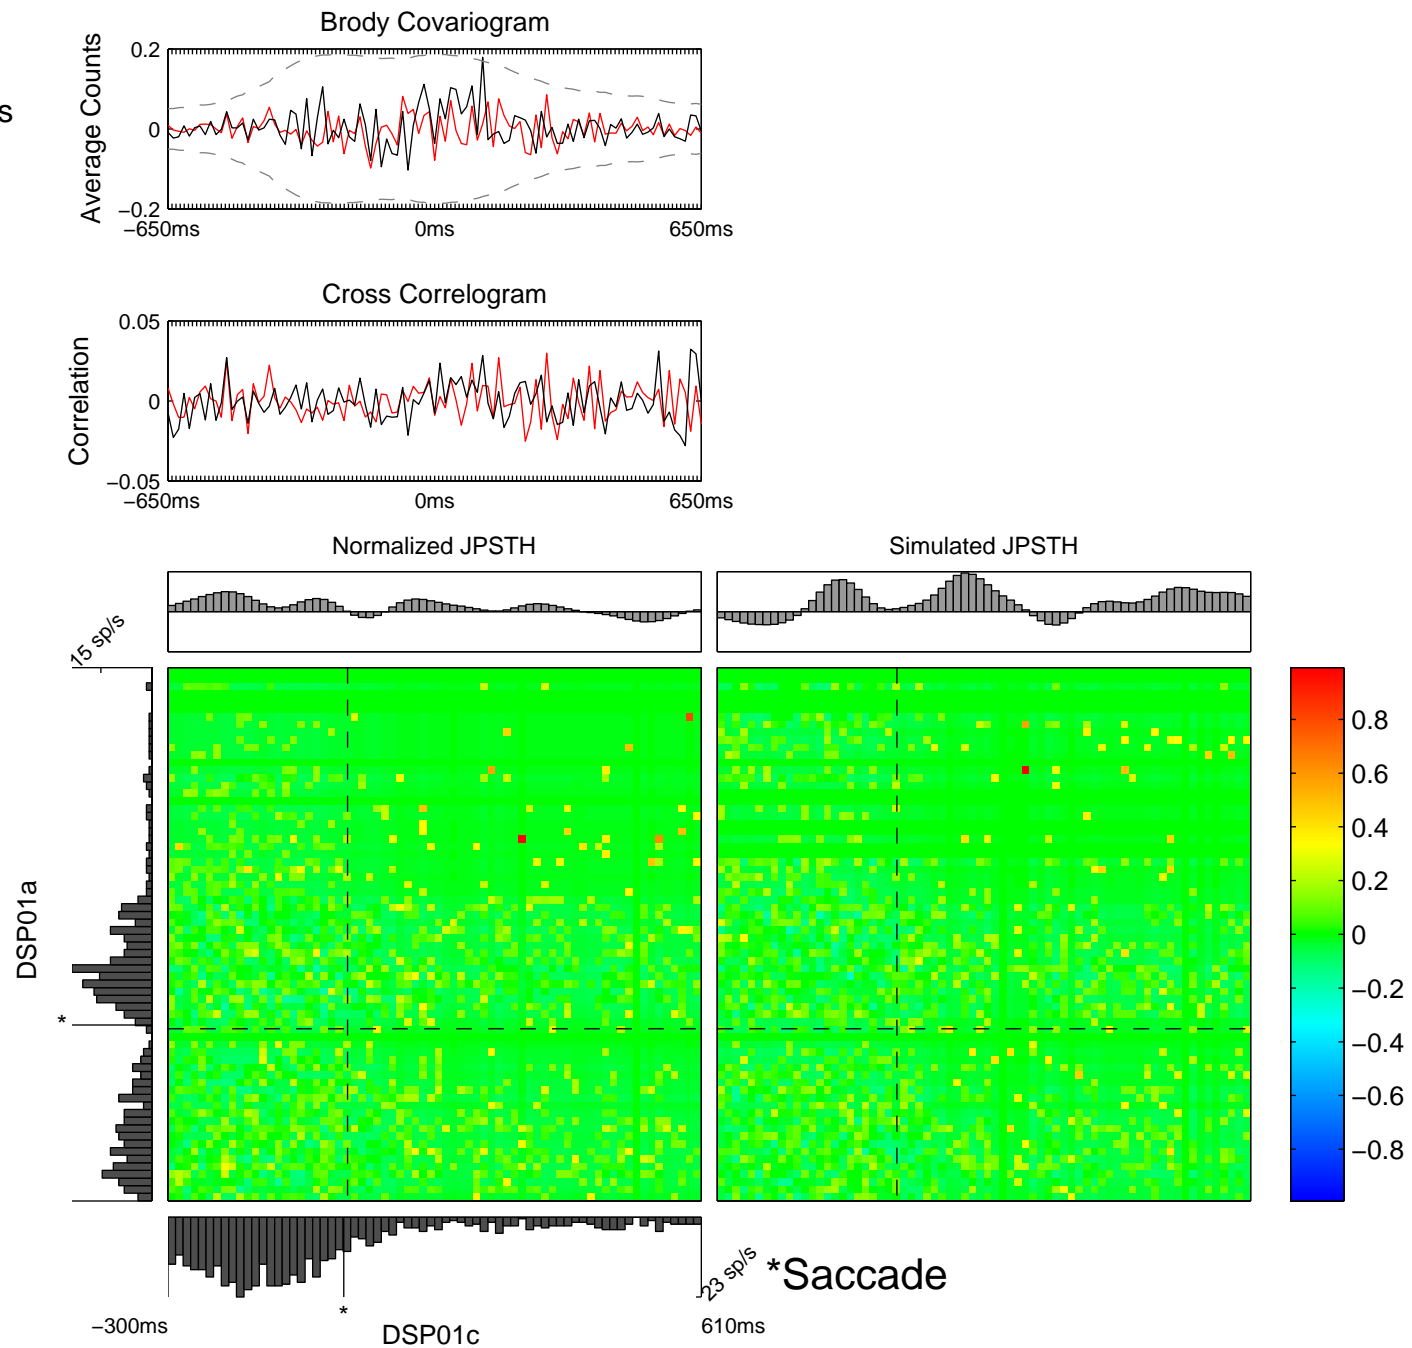 Brody Covariogram
s
Average Counts
0.2
0
−0.2
−650ms
0ms
650ms
Cross Correlogram
Correlation
0.05
0
−0.05
−650ms
0ms
650ms
Normalized JPSTH
Simulated JPSTH
15 sp/s
DSP01a
*
0.8
0.6
0.4
0.2
0
−0.2
−0.4
−0.6
−0.8
23 sp/s
*Saccade
*
−300ms
DSP01c
610ms